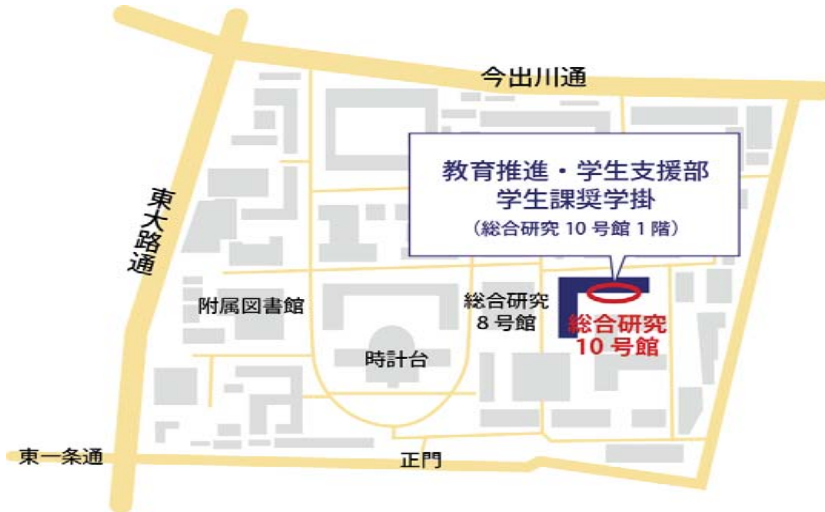 今出川通
教育推進・学生支援部
学生課奨学掛
（総合研究 10 号館 1 階）
東大路通
附属図書館
総合研究
8 号館
総合研究
10 号館
時計台
東一条通
正門